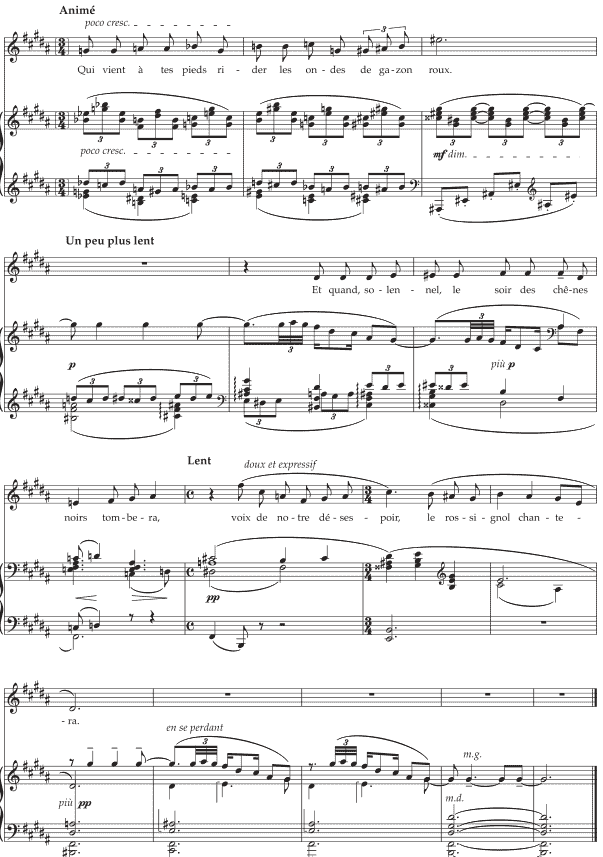 Animé
poco cresc.
Qui vient à tes pieds ri - der les on - des de ga - zon roux.
poco cresc.
mf dim.
Un peu plus lent
Et quand, so - len - nel, le soir des chênes
p
più p
Lent
doux et expressif
noirs tom - be - ra, voix de no - tre dé - ses - poir, le ros - si - gnol chan - te -
pp
- ra.
en se perdant
più pp
m.g.
m.d.